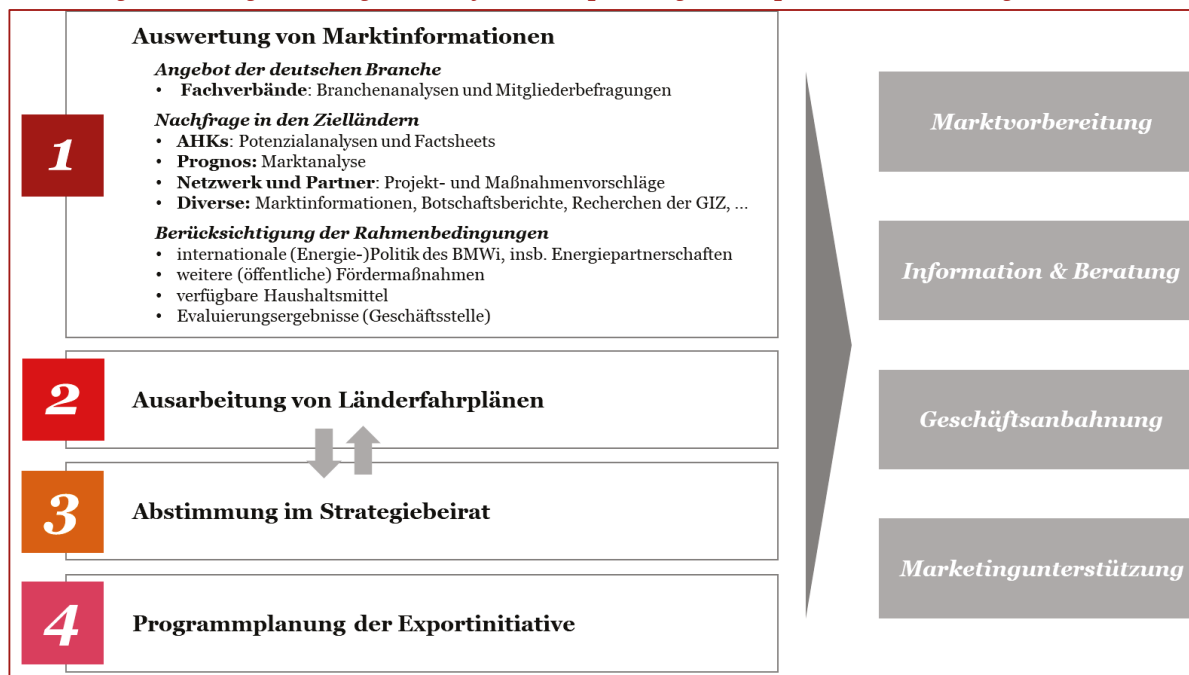 1
Auswertung von Marktinformationen
Angebot der deutschen Branche
• Fachverbände: Branchenanalysen und Mitgliederbefragungen
Nachfrage in den Zielländern
• AHKs: Potenzialanalysen und Factsheets
• Prognos: Marktanalyse
• Netzwerk und Partner: Projekt- und Maßnahmenvorschläge
• Diverse: Marktinformationen, Botschaftsberichte, Recherchen der GIZ, ...
Berücksichtigung der Rahmenbedingungen
• internationale (Energie-)Politik des BMWi, insb. Energiepartnerschaften
• weitere (öffentliche) Fördermaßnahmen
• verfügbare Haushaltsmittel
• Evaluierungsergebnisse (Geschäftsstelle)
2
Ausarbeitung von Länderfahrplänen
3
Abstimmung im Strategiebeirat
4
Programmplanung der Exportinitiative
Marktvorbereitung
Information & Beratung
Geschäftsanbahnung
Marketingunterstützung